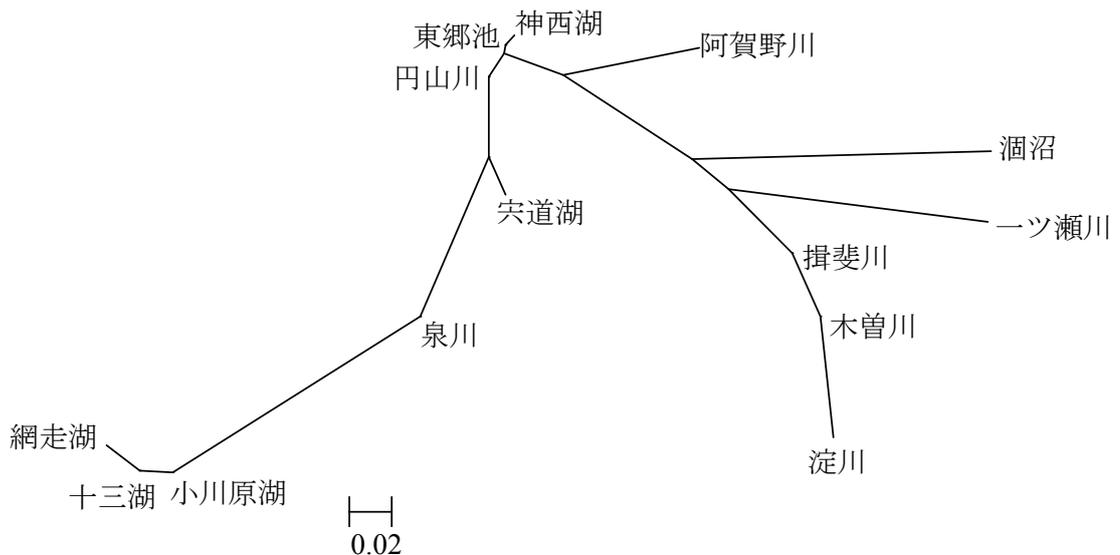 神西湖
東郷池
阿賀野川
円山川
涸沼
宍道湖
一ツ瀬川
揖斐川
泉川
木曽川
網走湖
淀川
十三湖
小川原湖
0.02